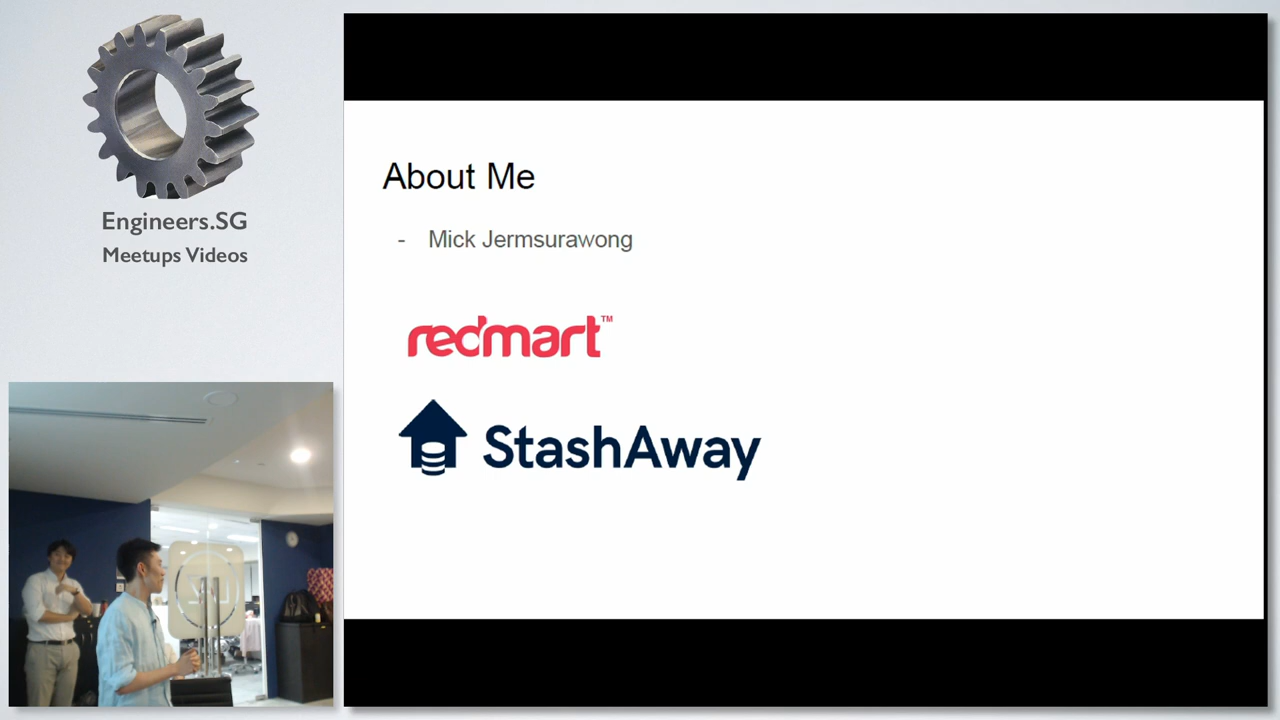 Engineers.SG
Meetups Videos
About Me
- Mick Jermsurawong
redmart™
StashAway